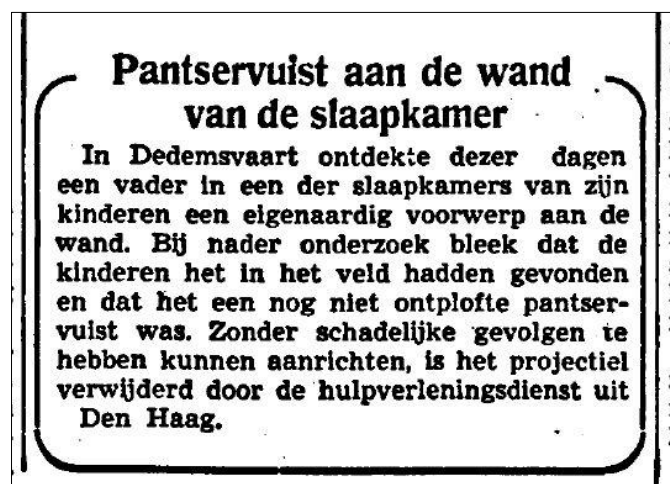 Pantservuist aan de wand
van de slaapkamer
In Dedemsvaart ontdekte dezer dagen
een vader in een der slaapkamers van zijn
kinderen een eigenaardig voorwerp aan de
wand. Bij nader onderzoek bleek dat de
kinderen het in het veld hadden gevonden
en dat het een nog niet ontplofte pantser-
vuist was. Zonder schadelijke gevolgen te
hebben kunnen aanrichten, is het projectiel
verwijderd door de hulpverleningsdienst uit
Den Haag.